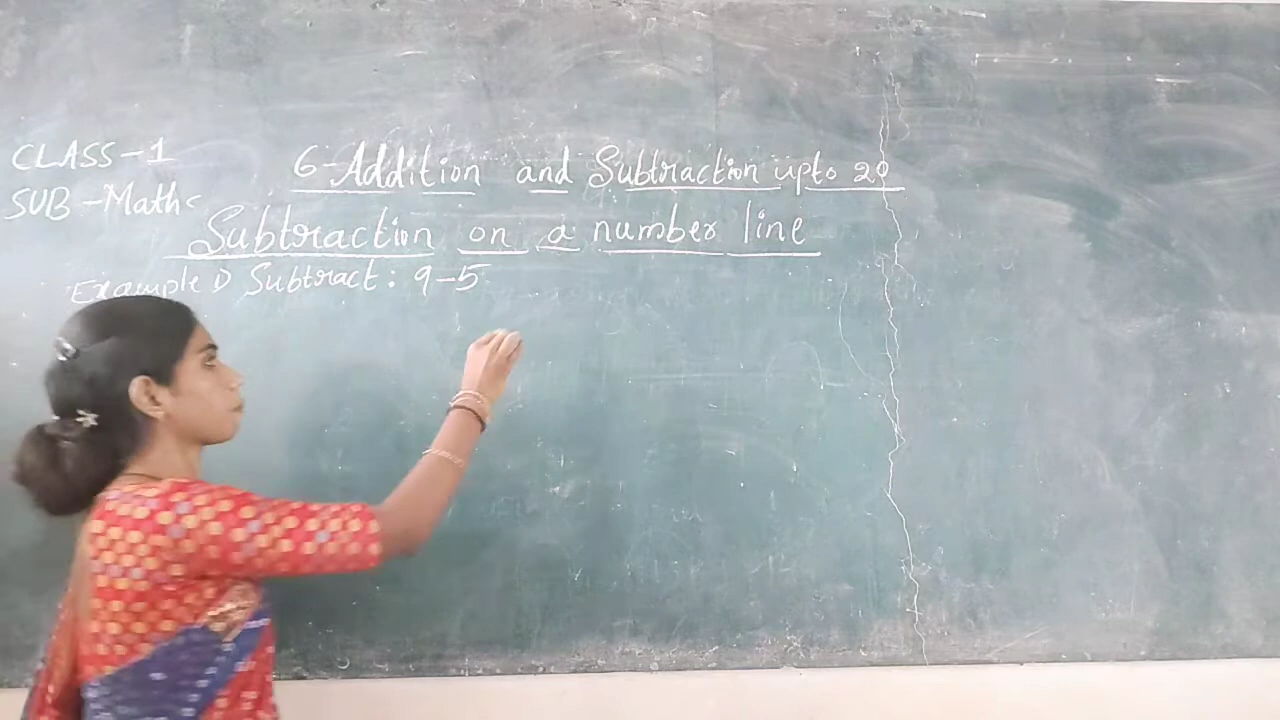 CLASS-1
6-Addition and Subtraction upto 20
SUB-Maths
Subtraction on a number line
Example 1) Subtract: 9-5